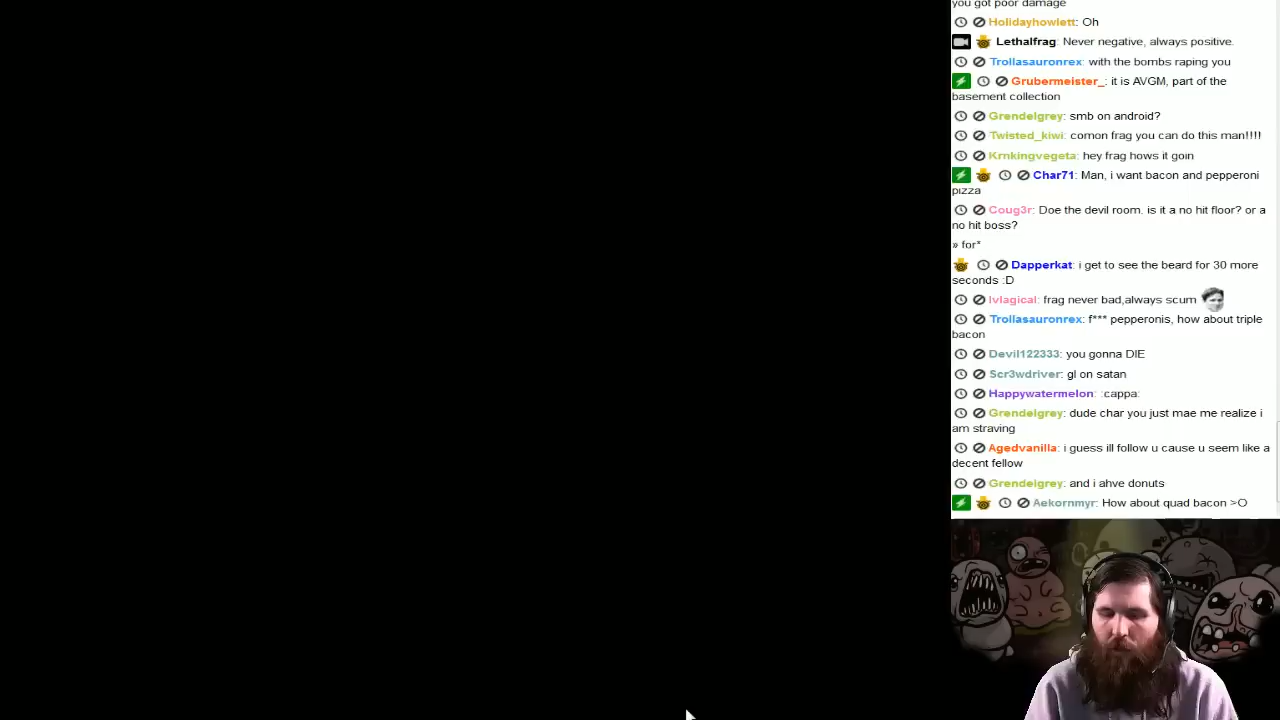 you got poor damage
Holidayhowlett: Oh
Lethalfrag: Never negative, always positive.
Trollasauronrex: with the bombs raping you
Grubermeister_: it is AVGM, part of the
basement collection
Grendelgrey: smb on android?
Twisted_kiwi: comon frag you can do this man!!!!
Krnkingvegeta: hey frag hows it goin
Char71: Man, i want bacon and pepperoni
pizza
Coug3r: Doe the devil room. is it a no hit floor? or a
no hit boss?
» for*
Dapperkat: i get to see the beard for 30 more
seconds :D
lvlagical: frag never bad,always scum
Trollasauronrex: f*** pepperonis, how about triple
bacon
Devil122333: you gonna DIE
Scr3wdriver: gl on satan
Happywatermelon: :cappa:
Grendelgrey: dude char you just mae me realize i
am straving
Agedvanilla: i guess ill follow u cause u seem like a
decent fellow
Grendelgrey: and i ahve donuts
Aekornmyr: How about quad bacon >O